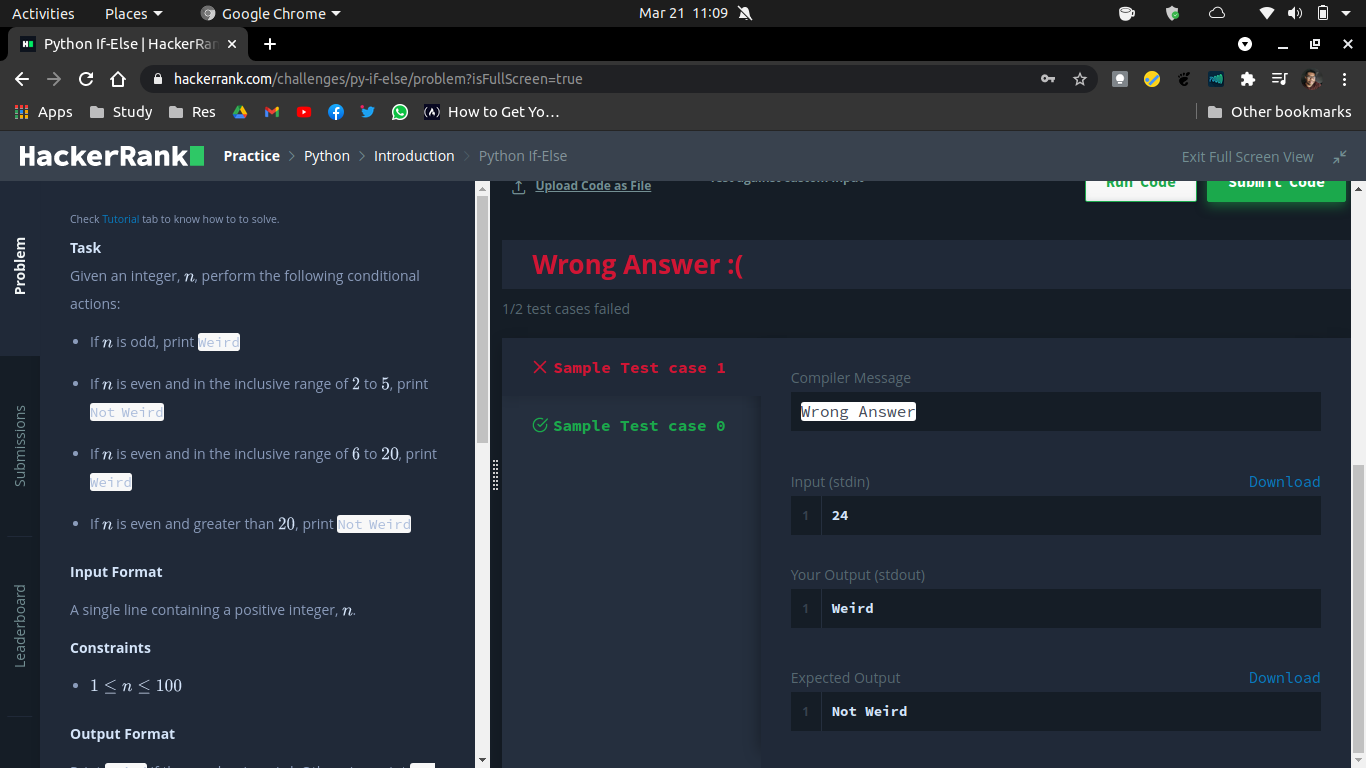 Activities Places Google Chrome Mar 21 11:09
Python If-Else | HackerRan
hackerrank.com/challenges/py-if-else/problem?isFullScreen=true
Apps Study Res How to Get Yo… Other bookmarks
HackerRank Practice Python Introduction Python If-Else Exit Full Screen View
Problem
Submissions
Leaderboard
Check Tutorial tab to know how to to solve.
Task
Given an integer, n, perform the following conditional
actions:
• If n is odd, print Weird
• If n is even and in the inclusive range of 2 to 5, print
Not Weird
• If n is even and in the inclusive range of 6 to 20, print
Weird
• If n is even and greater than 20, print Not Weird
Input Format
A single line containing a positive integer, n.
Constraints
• 1 ≤ n ≤ 100
Output Format
Upload Code as File
Run Code Submit Code
Wrong Answer :(
1/2 test cases failed
Sample Test case 1
Sample Test case 0
Compiler Message
Wrong Answer
Input (stdin) Download
1 24
Your Output (stdout)
1 Weird
Expected Output Download
1 Not Weird